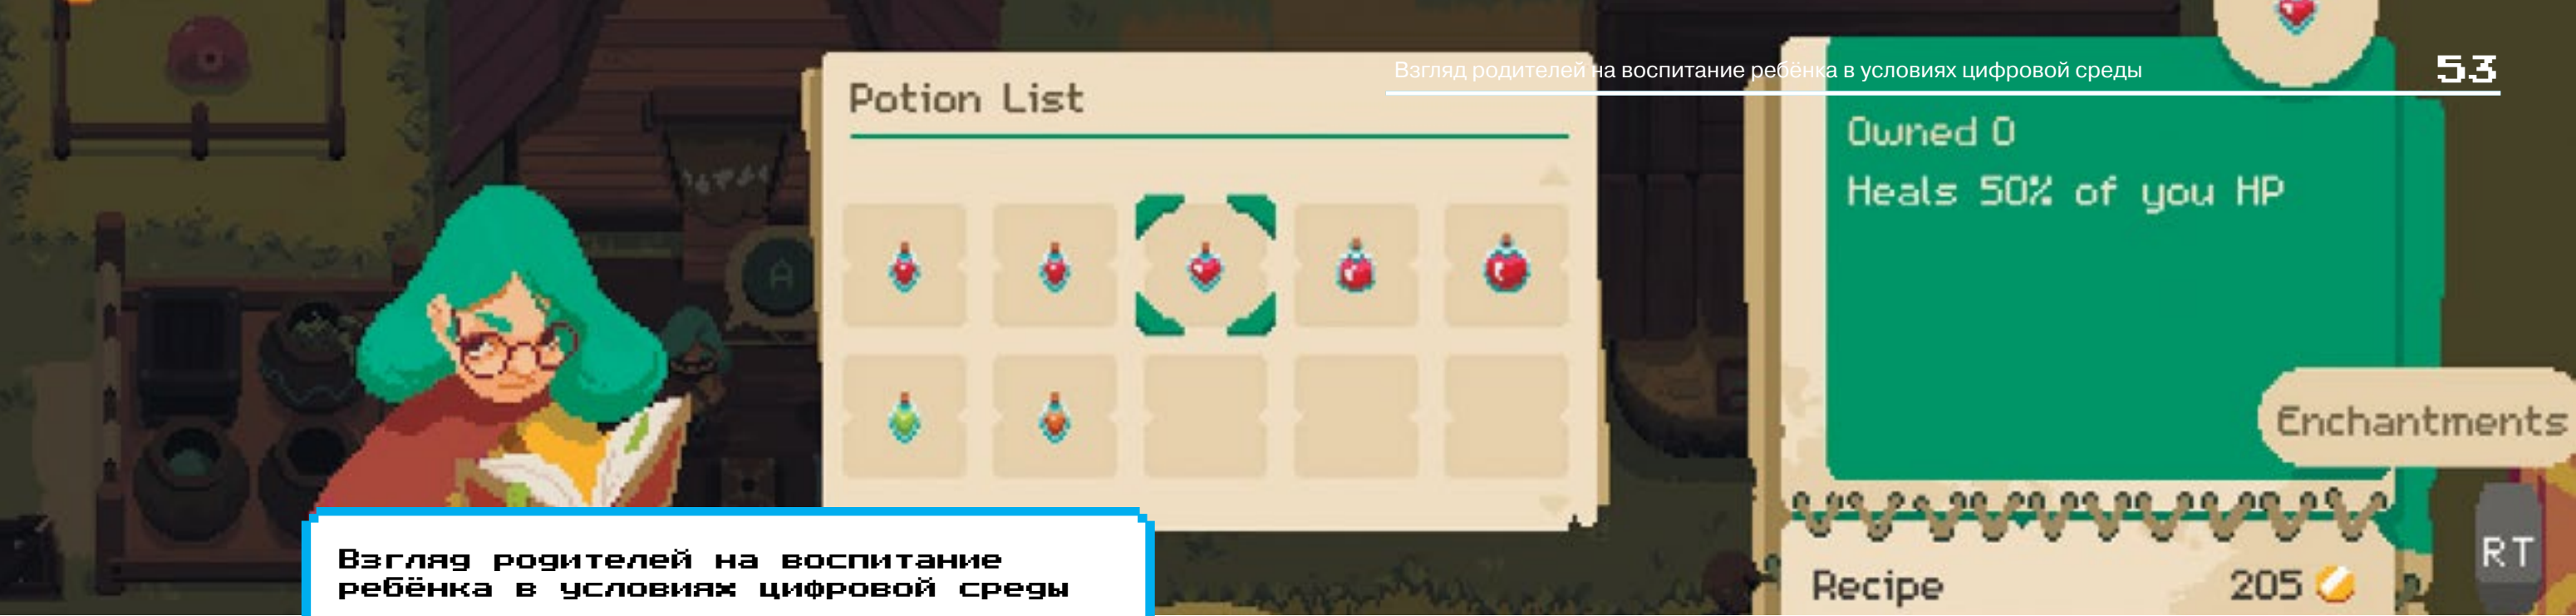 Взгляд родителей на воспитание ребёнка в условиях цифровой среды
53
Potion List
Owned 0
Heals 50% of you HP
A
Enchantments
RT
Recipe 205
Взгляд родителей на воспитание
ребёнка в условиях цифровой среды